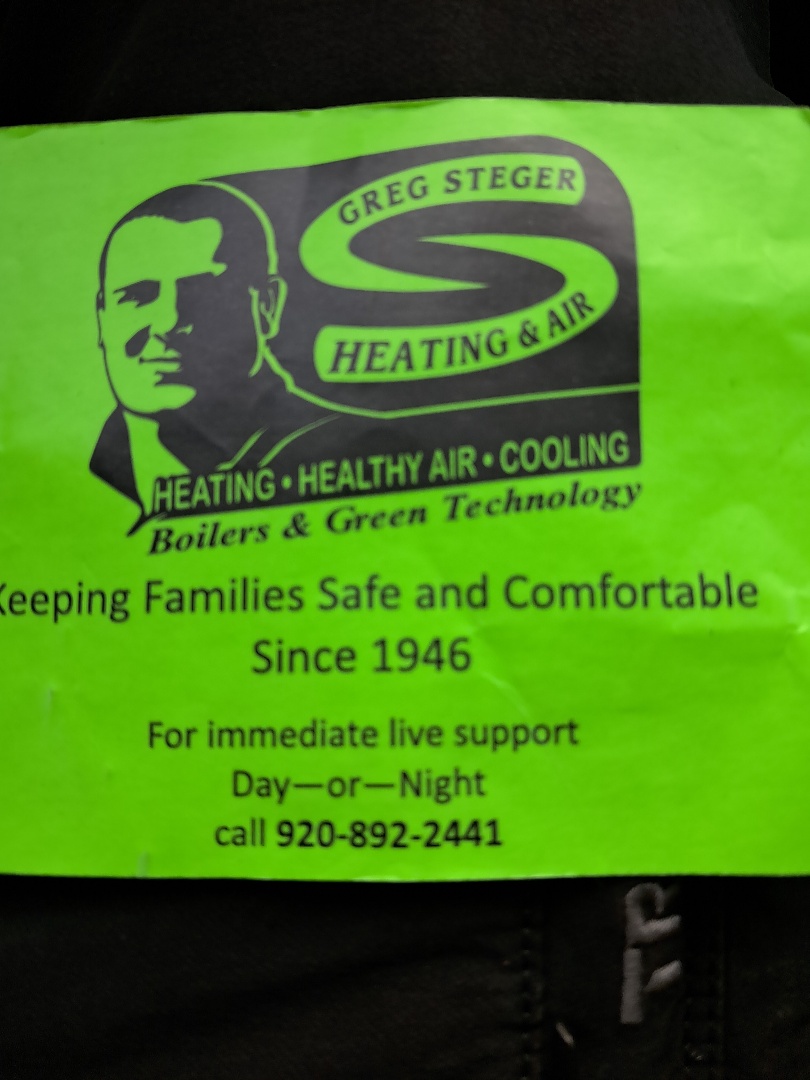 GREG STEGER
HEATING & AIR
HEATING • HEALTHY AIR • COOLING
Boilers & Green Technology
Keeping Families Safe and Comfortable
Since 1946
For immediate live support
Day—or—Night
call 920-892-2441